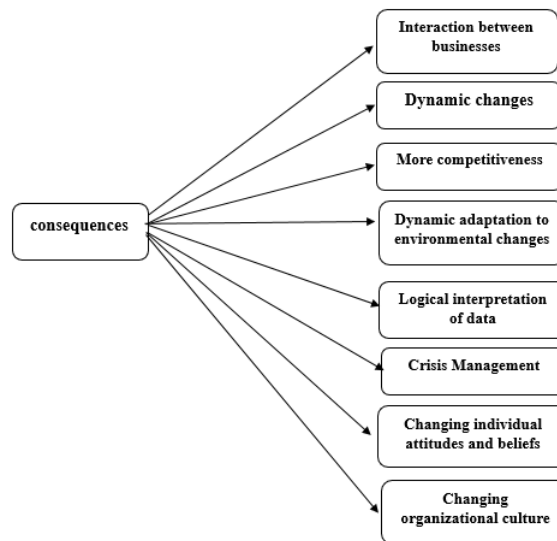 Interaction between
businesses
Dynamic changes
More competitiveness
consequences
Dynamic adaptation to
environmental changes
Logical interpretation
of data
Crisis Management
Changing individual
attitudes and beliefs
Changing
organizational culture